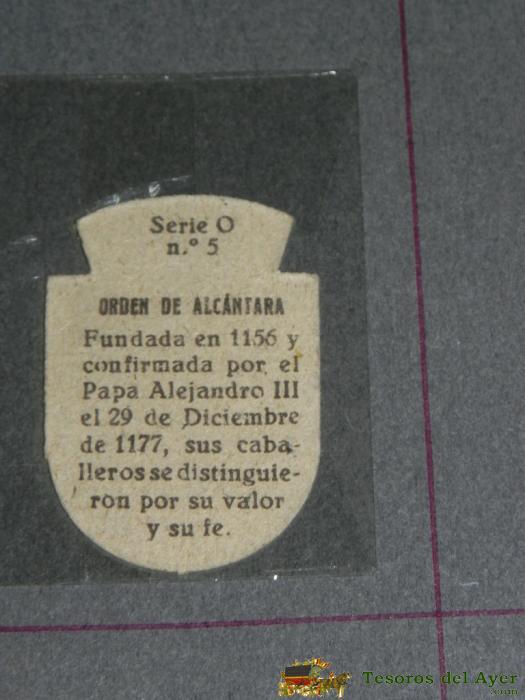 Serie O
n.º 5
ORDEN DE ALCÁNTARA
Fundada en 1156 y
confirmada por el
Papa Alejandro III
el 29 de Diciembre
de 1177, sus caba-
lleros se distinguie-
ron por su valor
y su fe.
Tesoros del Ayer
.com